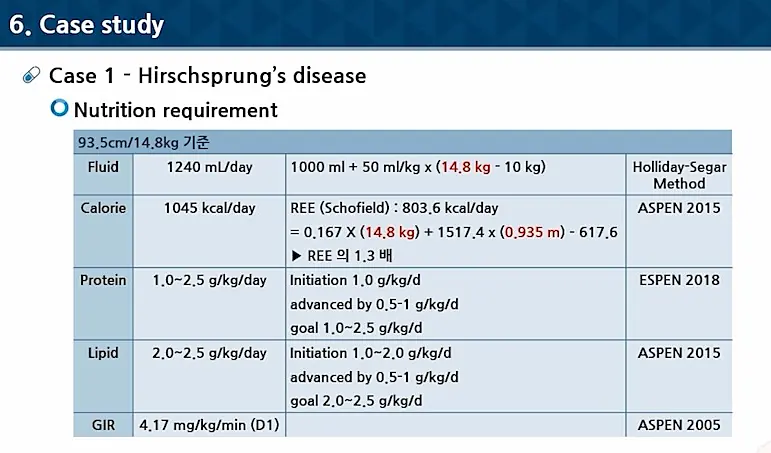 6. Case study
Case 1 - Hirschsprung's disease
Nutrition requirement
93.5cm/14.8kg 기준
Fluid 1240 mL/day 1000 ml + 50 ml/kg x (14.8 kg - 10 kg) Holliday-Segar Method
Calorie 1045 kcal/day REE (Schofield) : 803.6 kcal/day ASPEN 2015
= 0.167 X (14.8 kg) + 1517.4 x (0.935 m) - 617.6
▶ REE 의 1.3 배
Protein 1.0~2.5 g/kg/day Initiation 1.0 g/kg/d ESPEN 2018
advanced by 0.5-1 g/kg/d
goal 1.0~2.5 g/kg/d
Lipid 2.0~2.5 g/kg/day Initiation 1.0~2.0 g/kg/d ASPEN 2015
advanced by 0.5-1 g/kg/d
goal 2.0~2.5 g/kg/d
GIR 4.17 mg/kg/min (D1) ASPEN 2005